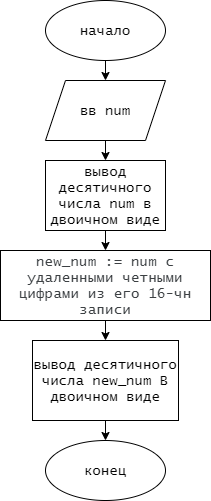 начало
вв num
вывод
десятичного
числа num в
двоичном виде
new_num := num с
удаленными четными
цифрами из его 16-чн
записи
вывод десятичного
числа new_num В
двоичном виде
конец